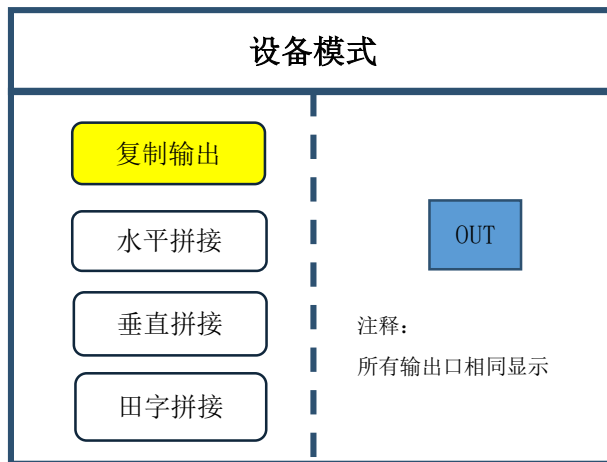 设备模式
复制输出
水平拼接
垂直拼接
田字拼接
OUT
注释:
所有输出口相同显示